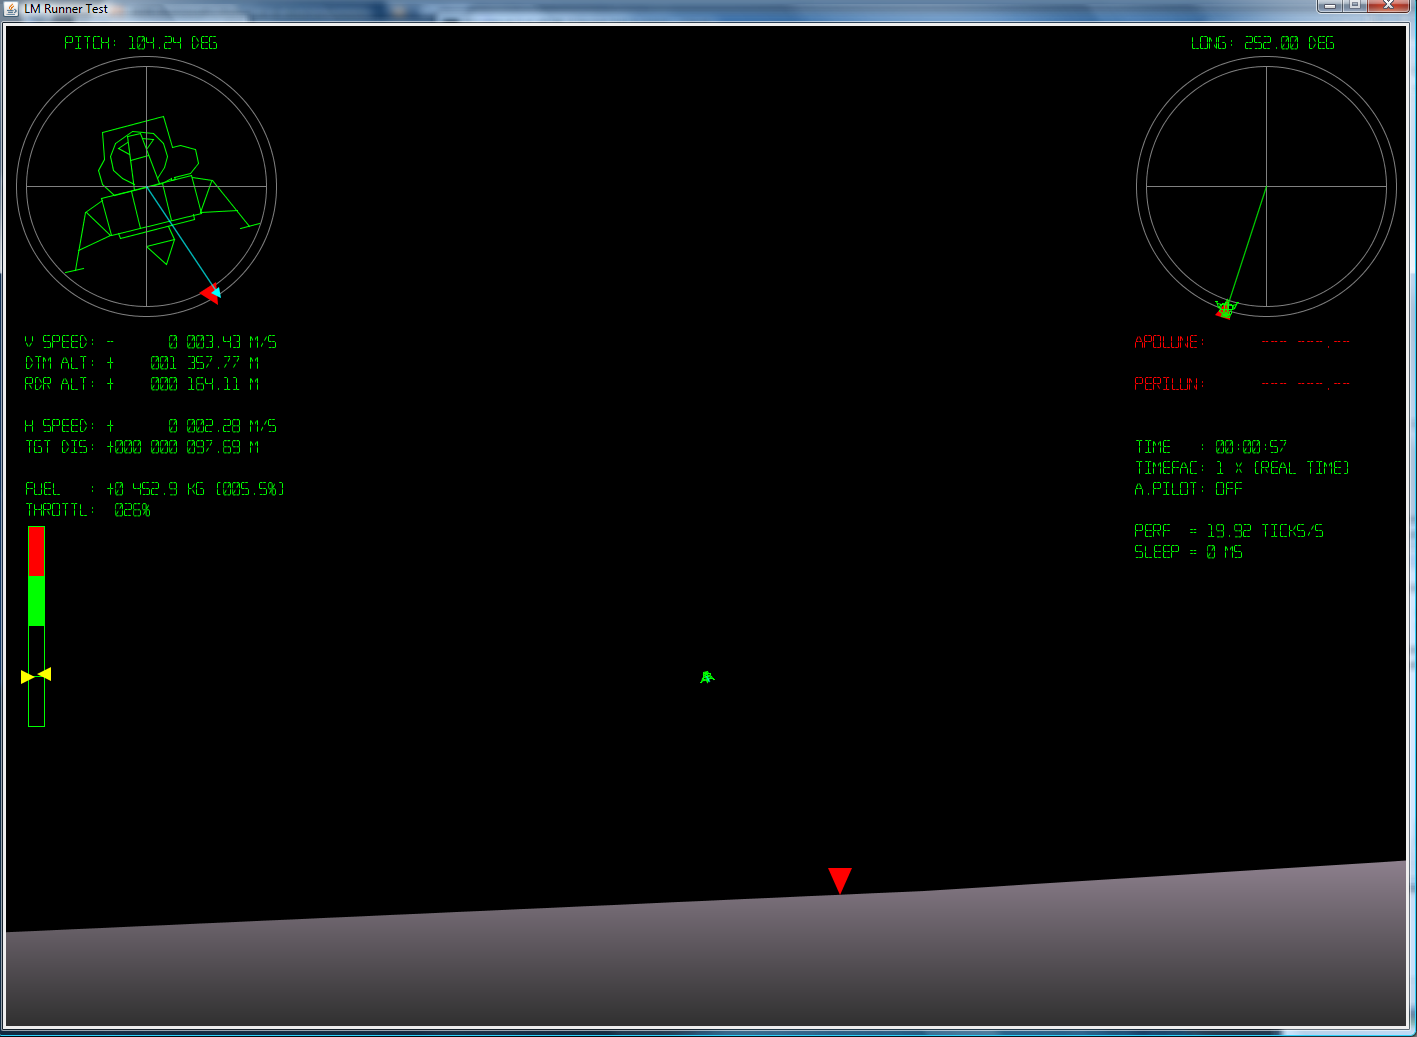 LM Runner Test
PITCH: 104.24 DEG
LONG: 252.00 DEG
V SPEED: - 0 003.43 M/S
DTM ALT: + 001 357.77 M
RDR ALT: + 000 164.11 M
H SPEED: + 0 002.28 M/S
TGT DIS: +000 000 097.69 M
FUEL : +0 452.9 KG (005.5%)
THROTTL: 026%
APOLUNE: --- ---.--
PERILUN: --- ---.--
TIME : 00:00:57
TIMEFAC: 1 X (REAL TIME)
A.PILOT: OFF
PERF = 19.92 TICKS/S
SLEEP = 0 MS